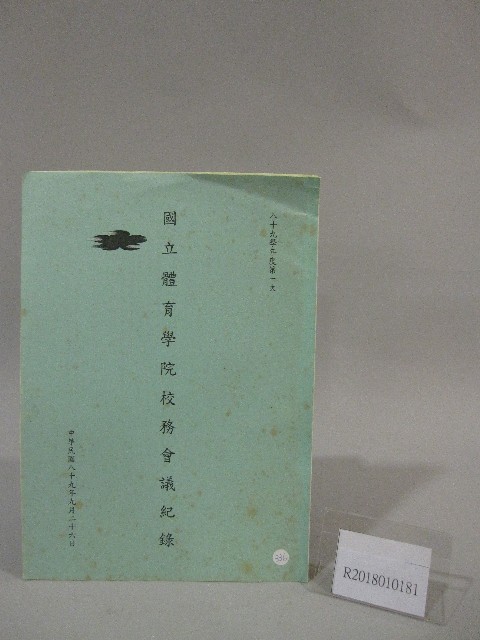 八十九學年度第一次
國立體育學院校務會議紀錄
中華民國八十九年九月二十六日
R2018010181